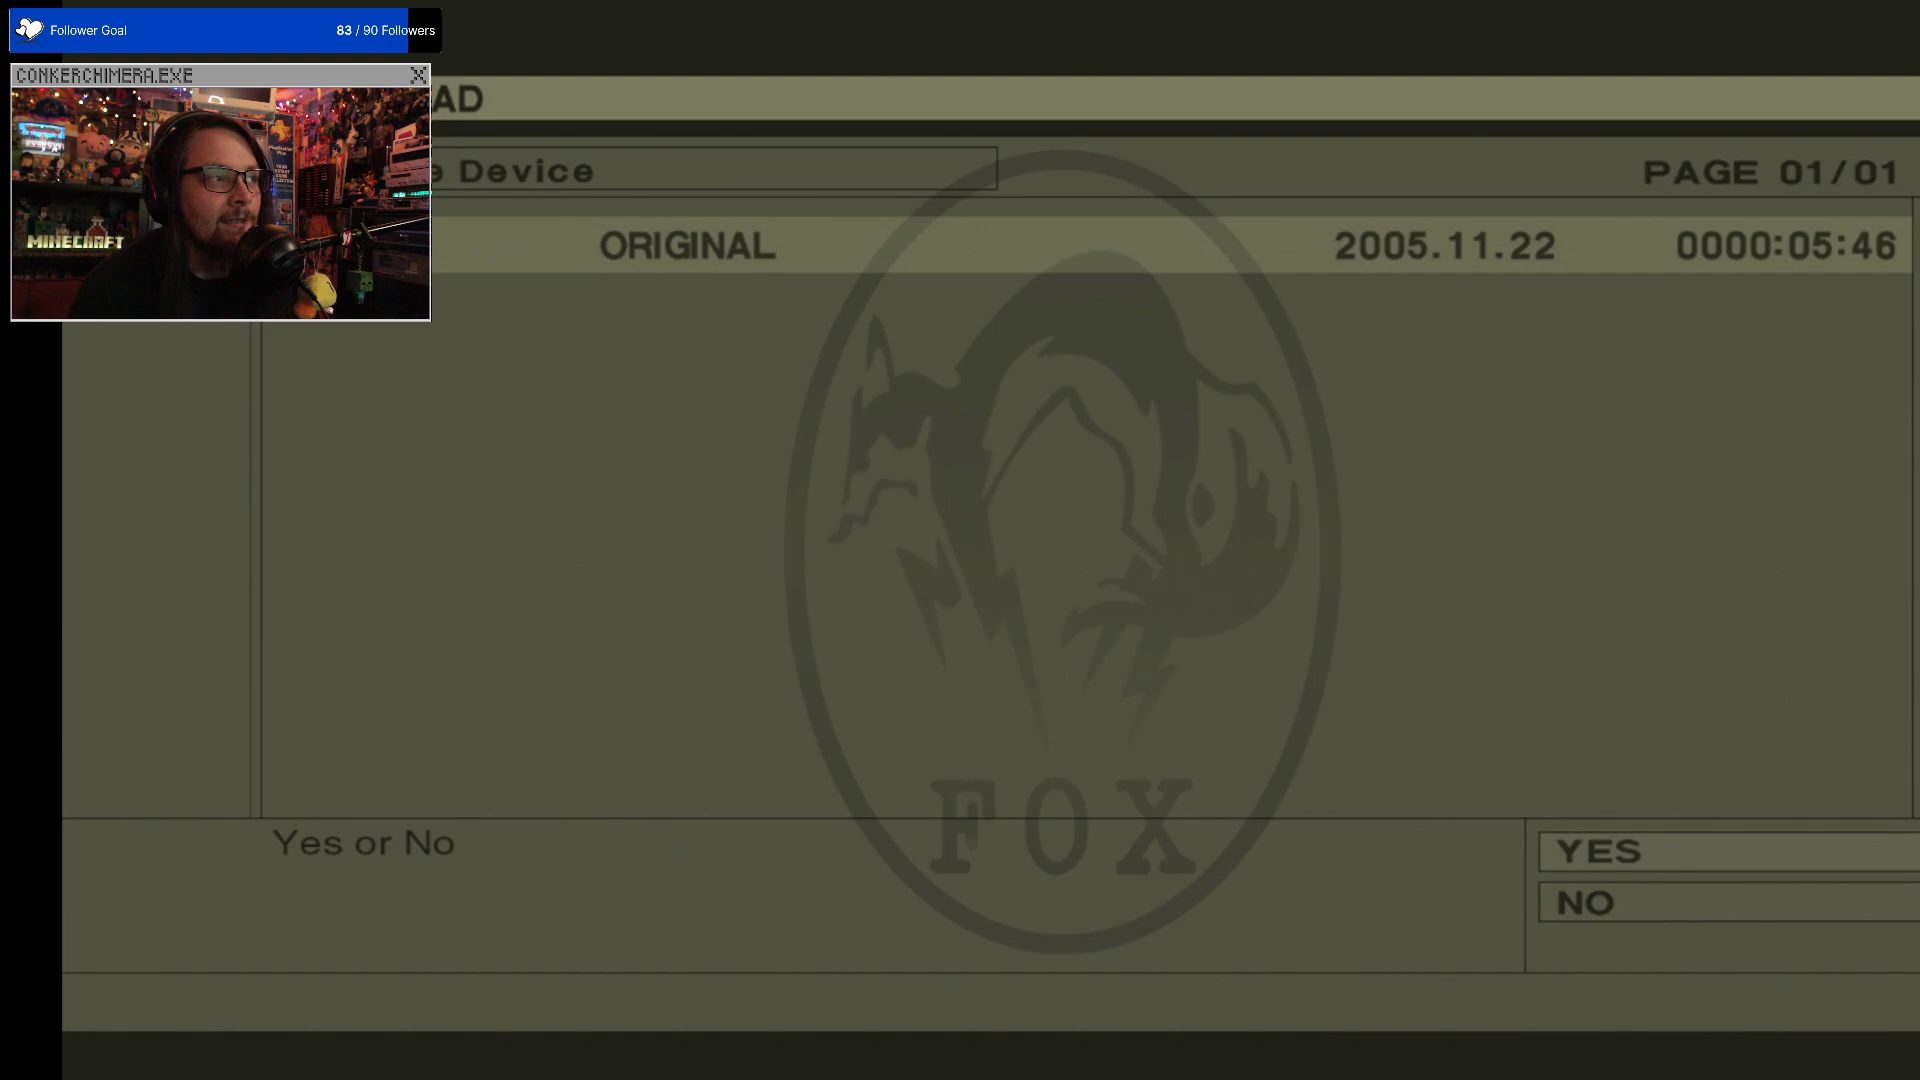 Follower Goal 83 / 90 Followers
CONKERCHIMERA.EXE X
AD
e Device PAGE 01/01
ORIGINAL 2005.11.22 0000:05:46
MINECRAFT
FOX
Yes or No
YES
NO